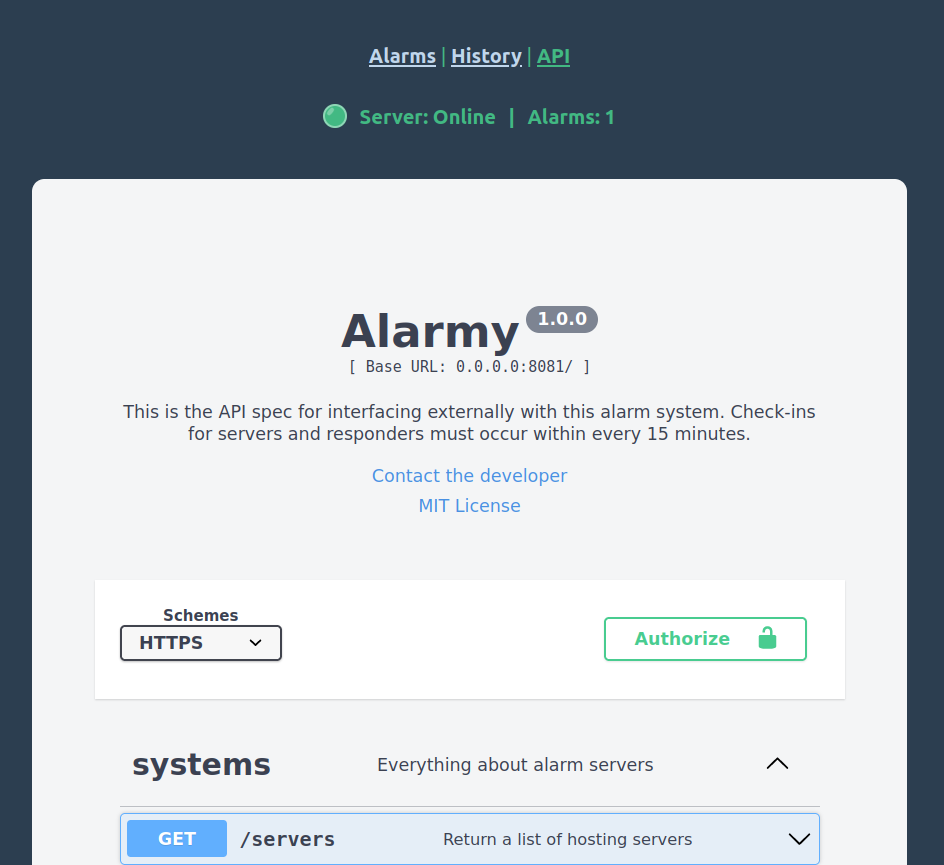 Alarms | History | API
Server: Online | Alarms: 1
Alarmy 1.0.0
[ Base URL: 0.0.0.0:8081/ ]
This is the API spec for interfacing externally with this alarm system. Check-ins
for servers and responders must occur within every 15 minutes.
Contact the developer
MIT License
Schemes
HTTPS
Authorize
systems Everything about alarm servers
GET /servers Return a list of hosting servers